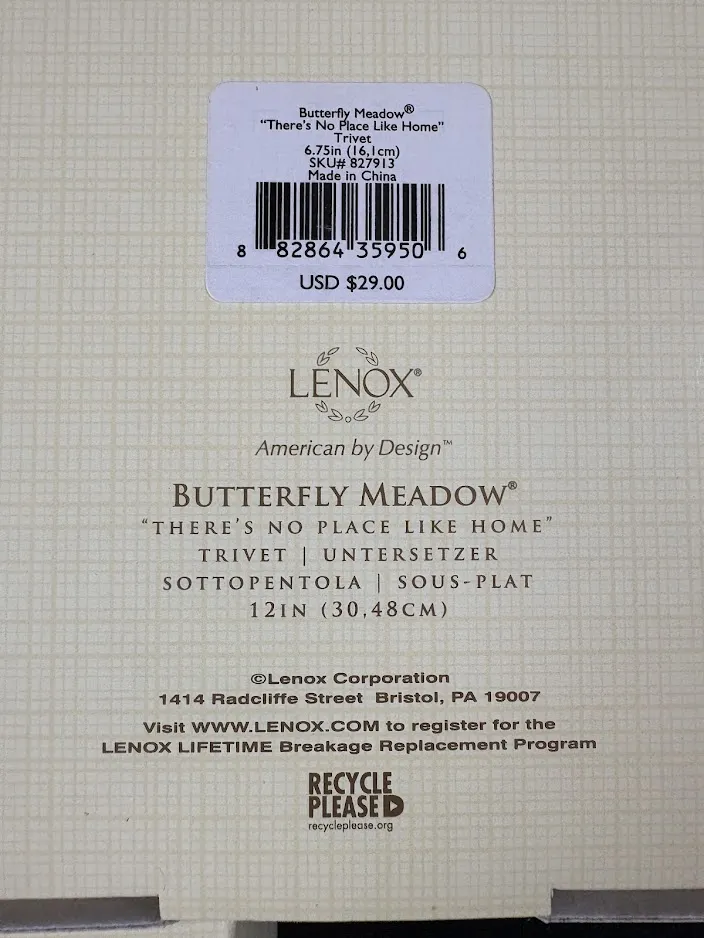 Butterfly Meadow®
"There's No Place Like Home"
Trivet
6.75in (16,1cm)
SKU# 827913
Made in China
8 82864 35950 6
USD $29.00
LENOX®
American by Design™
BUTTERFLY MEADOW®
"THERE'S NO PLACE LIKE HOME"
TRIVET | UNTERSETZER
SOTTOPENTOLA | SOUS-PLAT
12IN (30,48CM)
©Lenox Corporation
1414 Radcliffe Street Bristol, PA 19007
Visit WWW.LENOX.COM to register for the
LENOX LIFETIME Breakage Replacement Program
RECYCLE
PLEASE
recycleplease.org